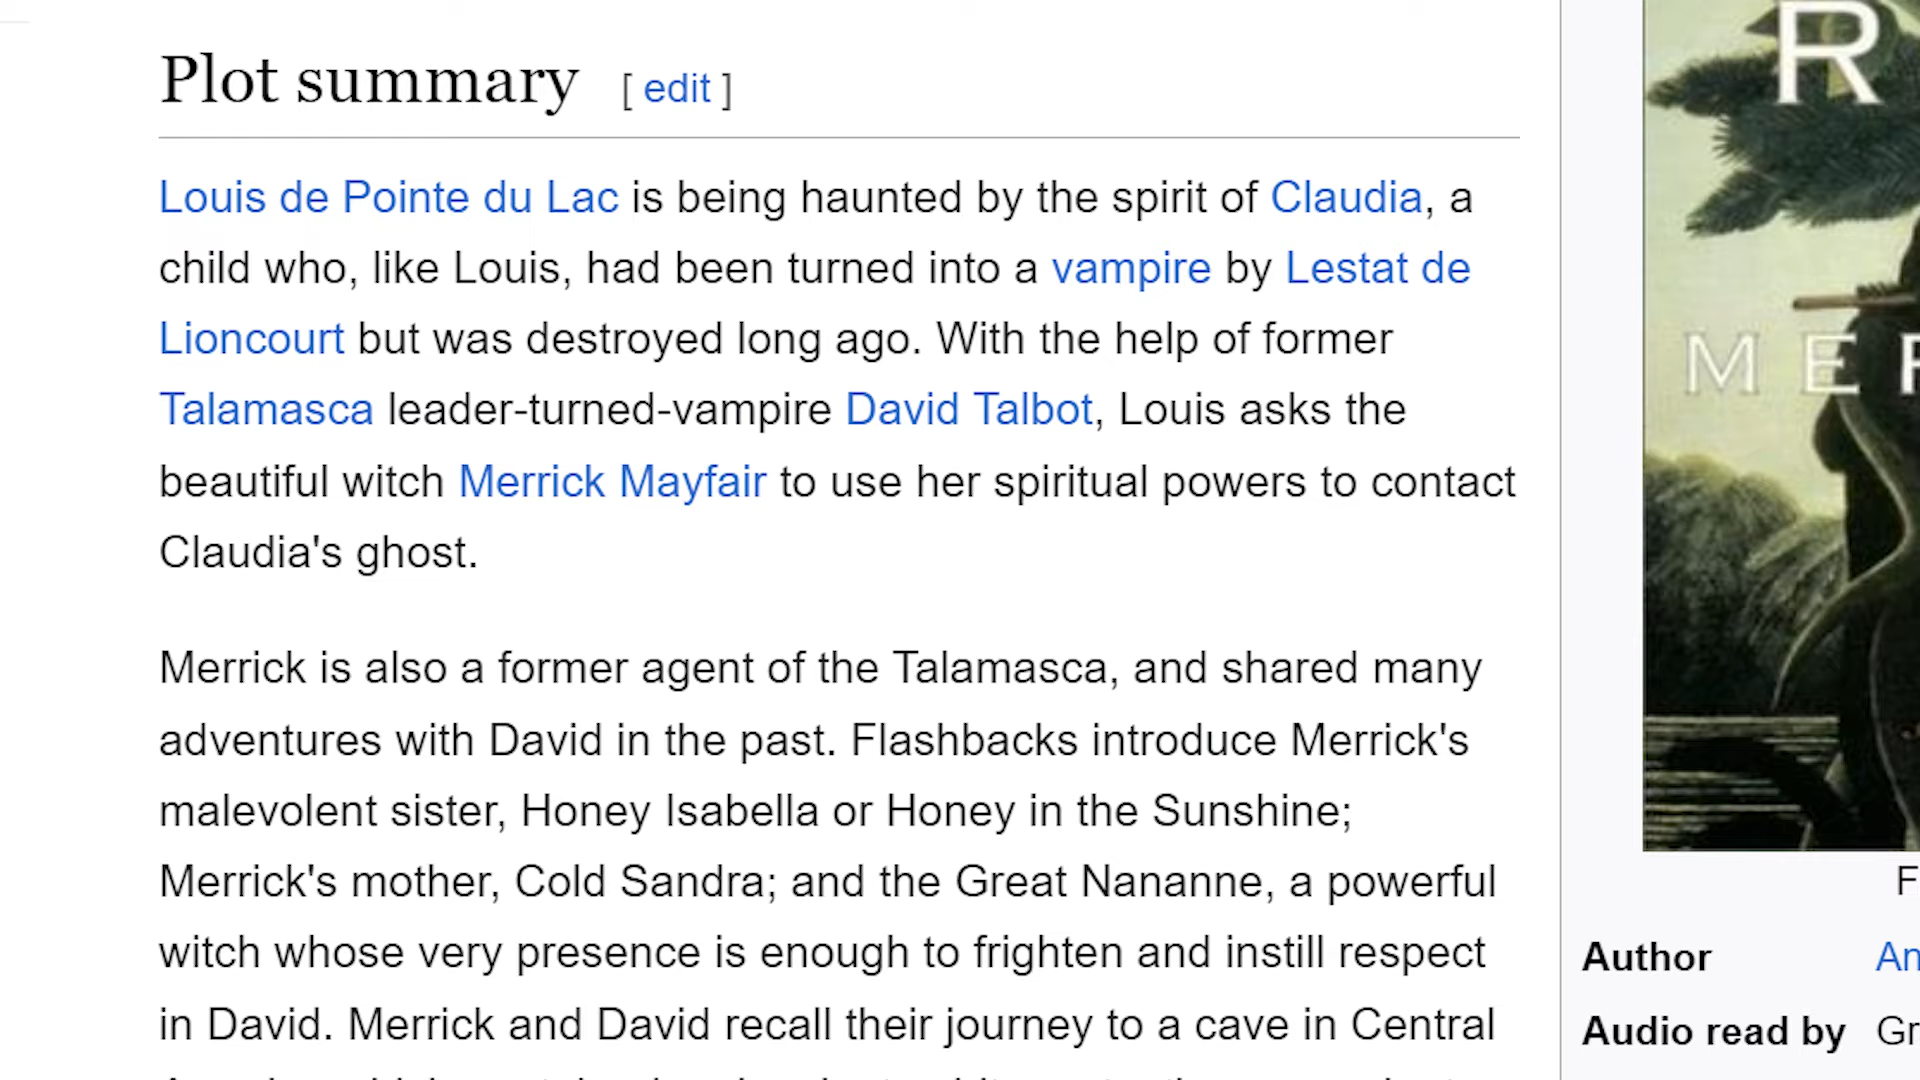 Plot summary [ edit ]
Louis de Pointe du Lac is being haunted by the spirit of Claudia, a
child who, like Louis, had been turned into a vampire by Lestat de
Lioncourt but was destroyed long ago. With the help of former
Talamasca leader-turned-vampire David Talbot, Louis asks the
beautiful witch Merrick Mayfair to use her spiritual powers to contact
Claudia's ghost.
Merrick is also a former agent of the Talamasca, and shared many
adventures with David in the past. Flashbacks introduce Merrick's
malevolent sister, Honey Isabella or Honey in the Sunshine;
Merrick's mother, Cold Sandra; and the Great Nananne, a powerful
witch whose very presence is enough to frighten and instill respect
in David. Merrick and David recall their journey to a cave in Central
R
MER
F
Author An
Audio read by Gr